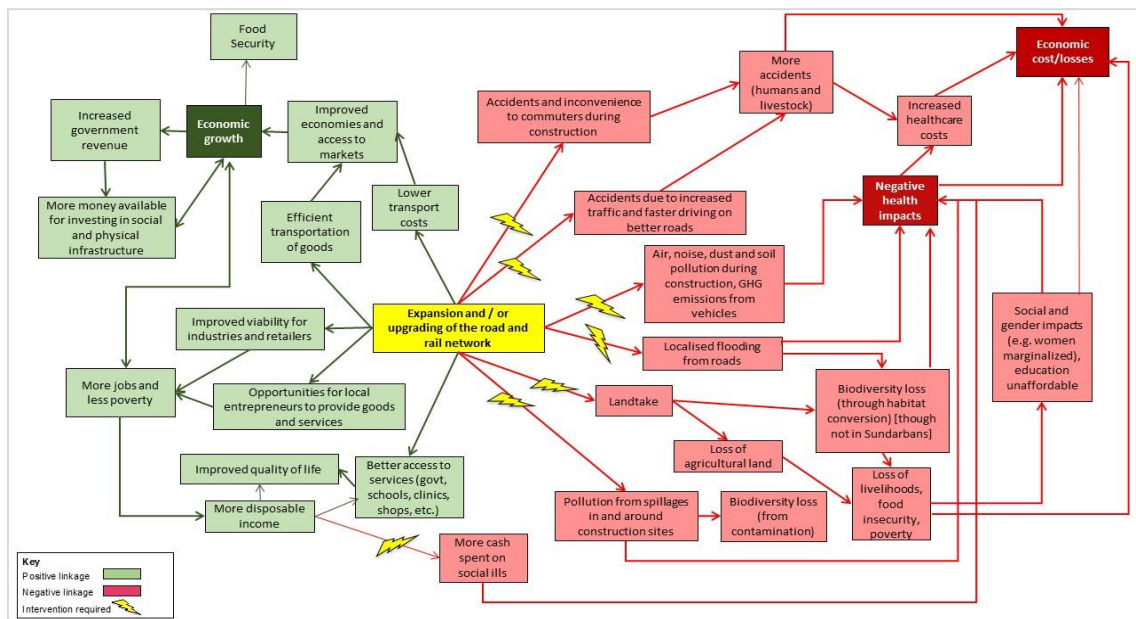 Food
Security
Increased
government
revenue
Economic
growth
Improved
economies and
access to
markets
More money available
for investing in social
and physical
infrastructure
Efficient
transportation
of goods
Lower
transport
costs
Improved viability for
industries and retailers
More jobs and
less poverty
Opportunities for local
entrepreneurs to provide goods
and services
Improved quality of life
Better access to
services (govt,
schools, clinics,
shops, etc.)
More disposable
income
More cash
spent on
social ills
Expansion and / or
upgrading of the road and
rail network
Accidents and inconvenience
to commuters during
construction
More
accidents
(humans and
livestock)
Economic
cost/losses
Increased
healthcare
costs
Accidents due to increased
traffic and faster driving on
better roads
Negative
health
impacts
Air, noise, dust and soil
pollution during
construction, GHG
emissions from
vehicles
Localised flooding
from roads
Social and
gender impacts
(e.g. women
marginalized),
education
unaffordable
Landtake
Biodiversity loss
(through habitat
conversion) [though
not in Sundarbans]
Loss of
agricultural land
Loss of
livelihoods,
food
insecurity,
poverty
Pollution from spillages
in and around
construction sites
Biodiversity loss
(from
contamination)
Key
Positive linkage
Negative linkage
Intervention required